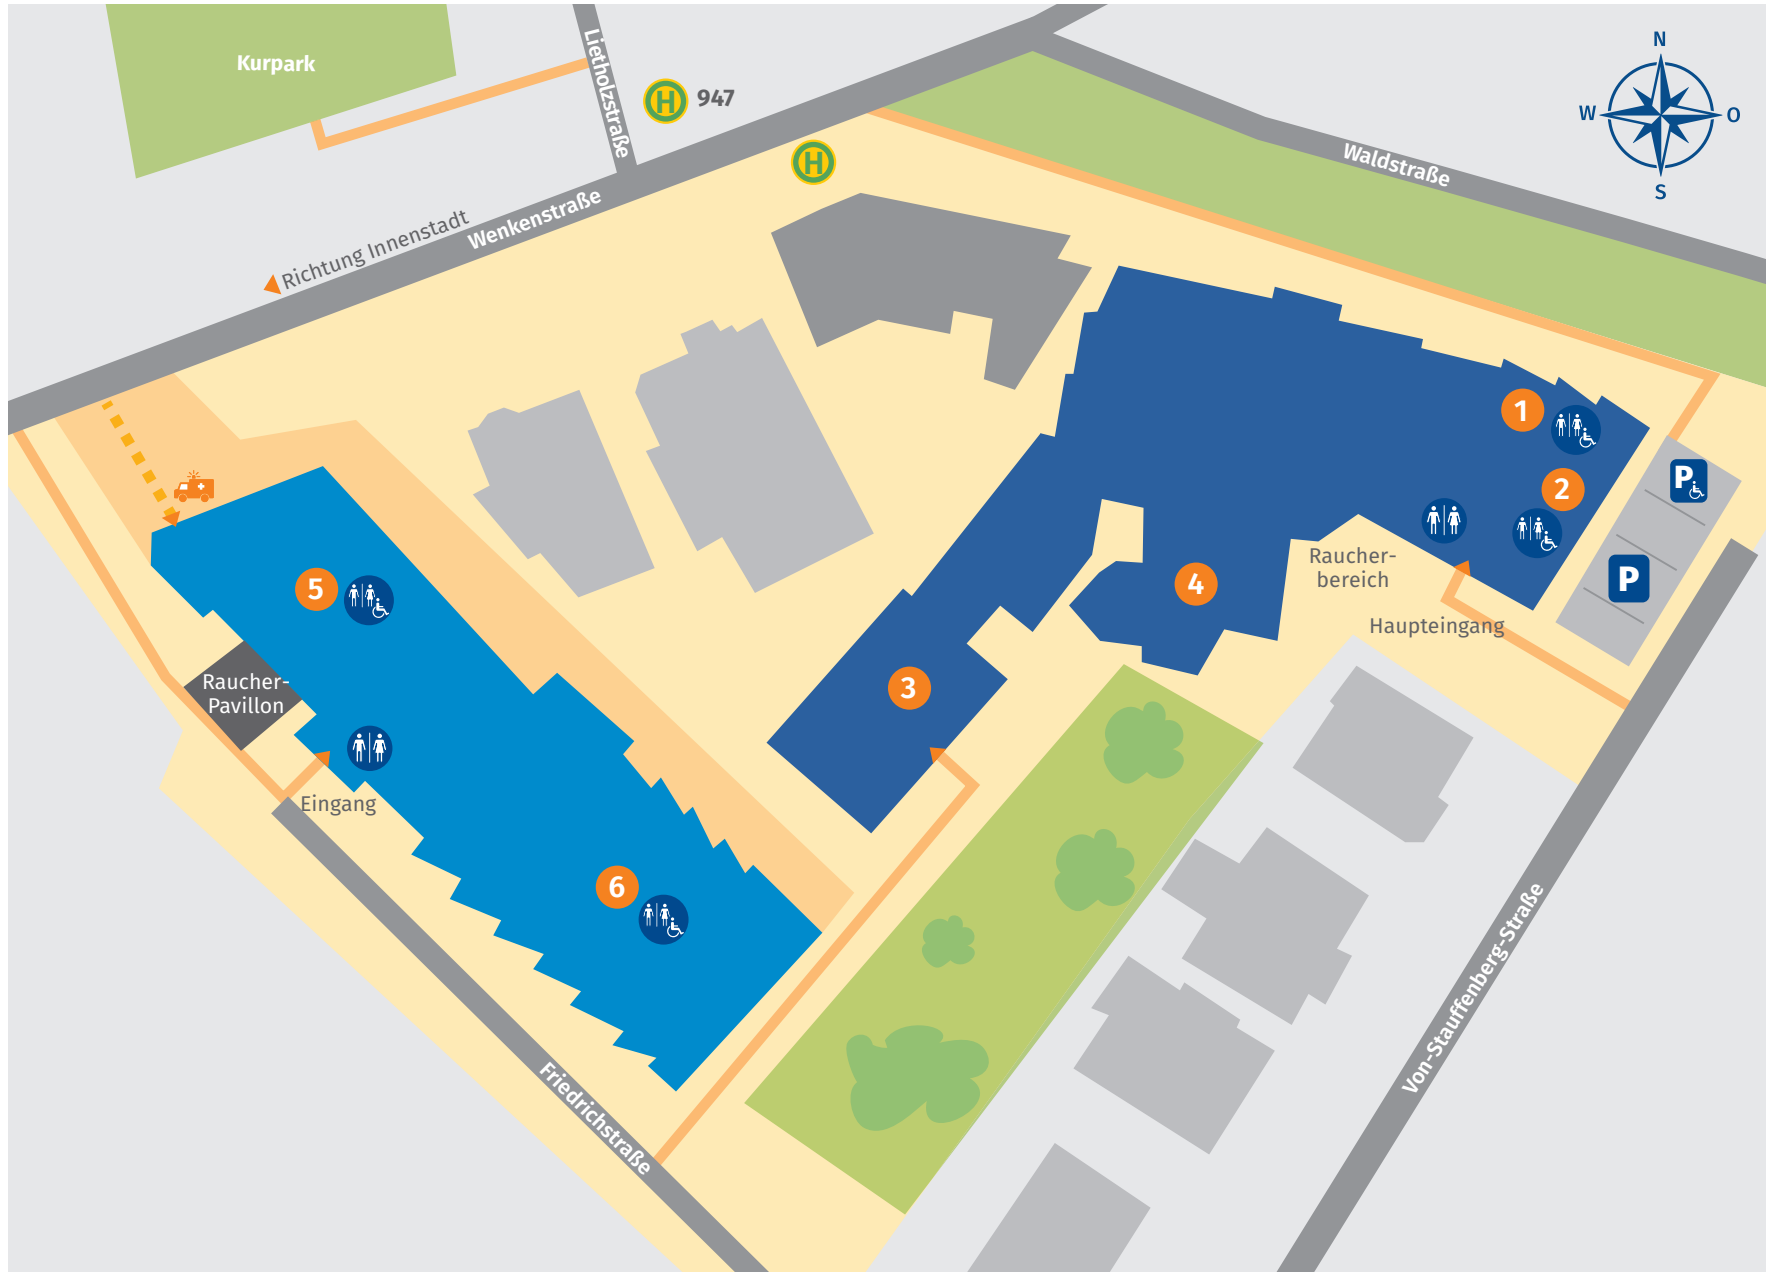 Kurpark
Lietholzstraße
H 947
H
N
W
O
S
Waldstraße
Wenkenstraße
Richtung Innenstadt
1
2
P
P
Raucher-
bereich
Haupteingang
3
4
5
Raucher-
Pavillon
Eingang
6
Friedrichstraße
Von-Stauffenberg-Straße